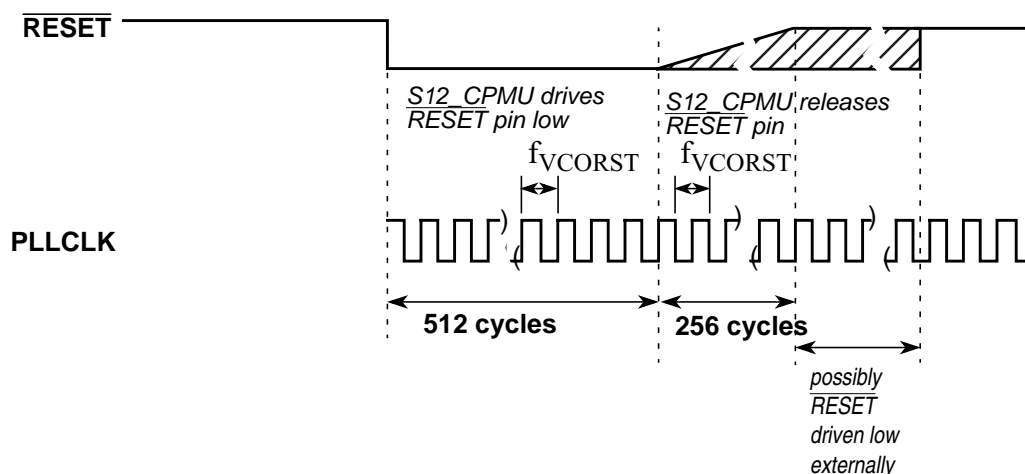 RESET
S12_CPMU drives
RESET pin low
S12_CPMU releases
RESET pin
fVCORST
fVCORST
PLLCLK
512 cycles
256 cycles
possibly
RESET
driven low
externally